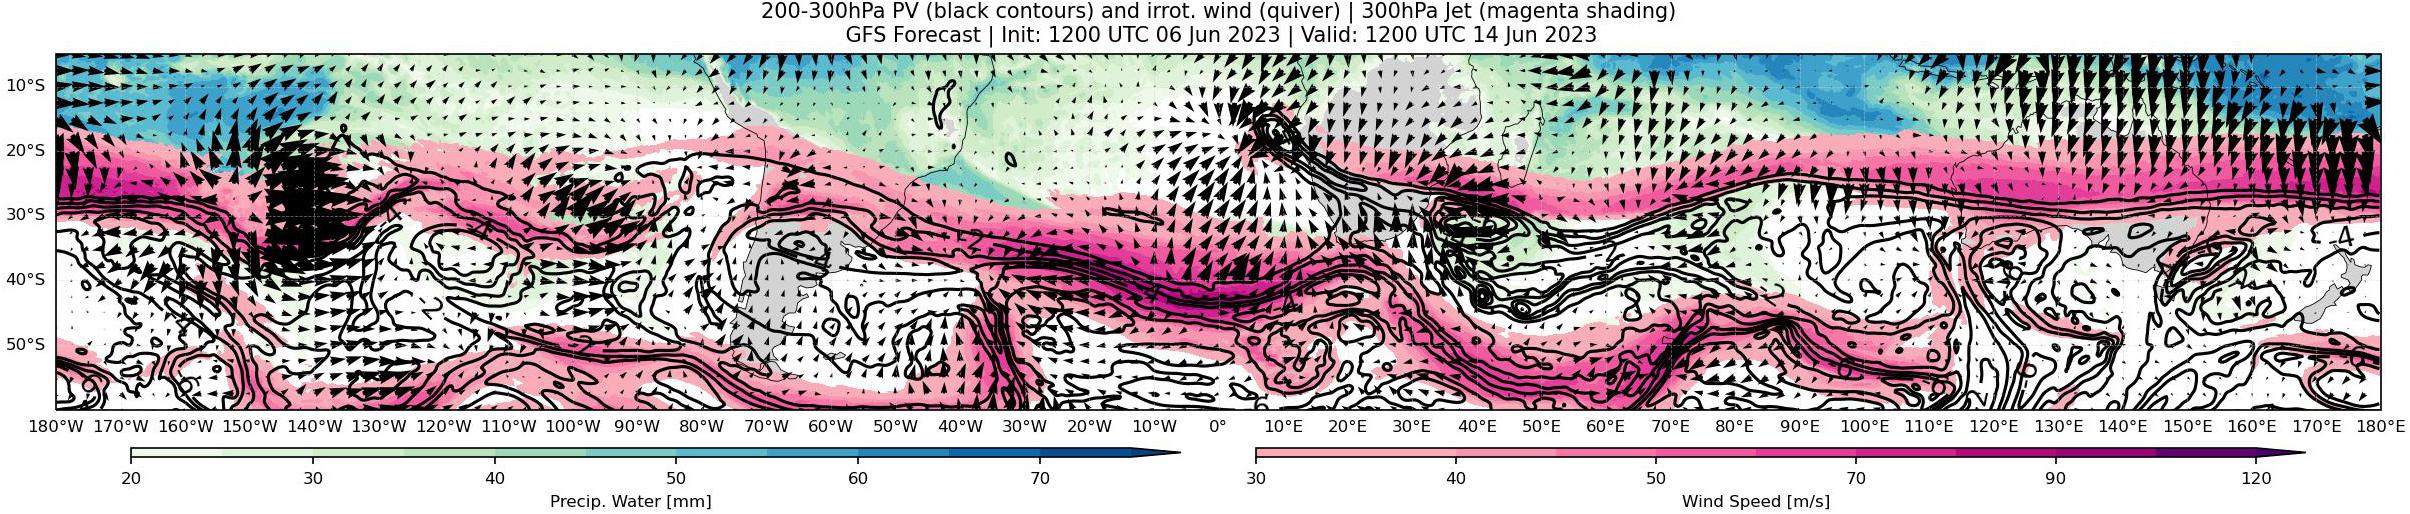 200-300hPa PV (black contours) and irrot. wind (quiver) | 300hPa Jet (magenta shading)
GFS Forecast | Init: 1200 UTC 06 Jun 2023 | Valid: 1200 UTC 14 Jun 2023
10°S
20°S
30°S
40°S
50°S
180°W 170°W 160°W 150°W 140°W 130°W 120°W 110°W 100°W 90°W 80°W 70°W 60°W 50°W 40°W 30°W 20°W 10°W 0° 10°E 20°E 30°E 40°E 50°E 60°E 70°E 80°E 90°E 100°E 110°E 120°E 130°E 140°E 150°E 160°E 170°E 180°E
20 30 40 50 60 70
Precip. Water [mm]
30 40 50 70 90 120
Wind Speed [m/s]